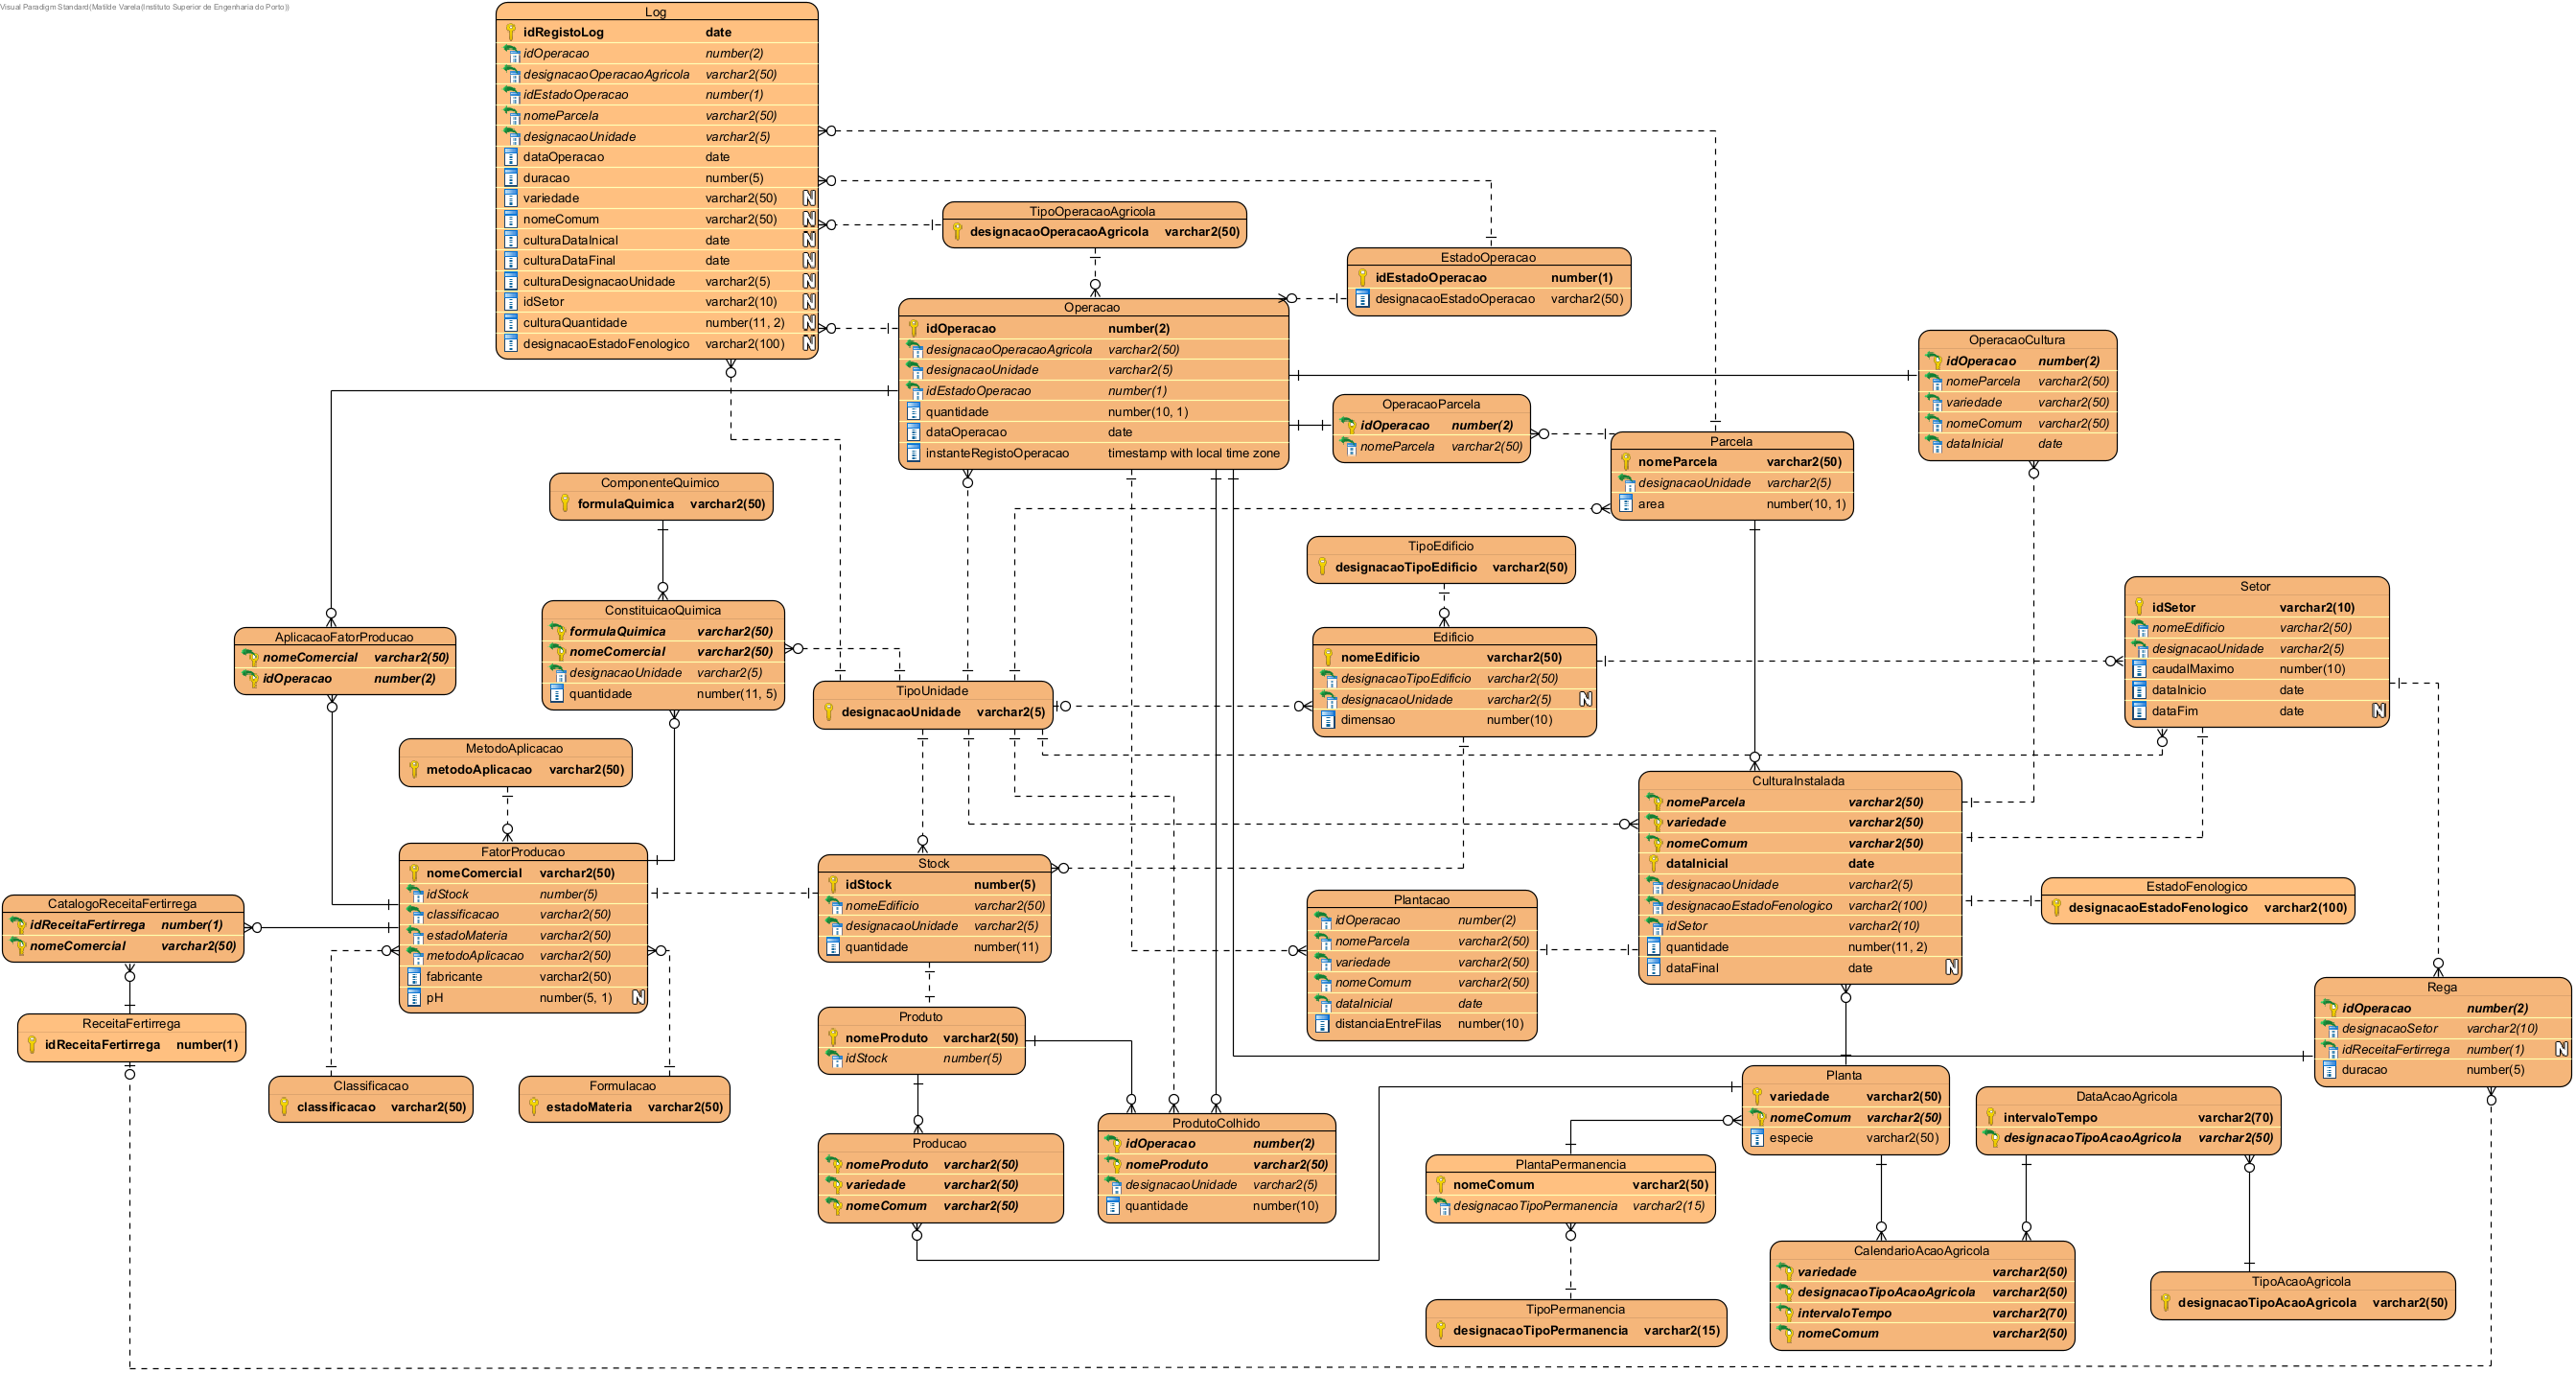 Visual Paradigm Standard(Matilde Varela(Instituto Superior de Engenharia do Porto))
Log
idRegistoLog date
idOperacao number(2)
designacaoOperacaoAgricola varchar2(50)
idEstadoOperacao number(1)
nomeParcela varchar2(50)
designacaoUnidade varchar2(5)
dataOperacao date
duracao number(5)
variedade varchar2(50) N
nomeComum varchar2(50) N
culturaDataInical date N
culturaDataFinal date N
culturaDesignacaoUnidade varchar2(5) N
idSetor varchar2(10) N
culturaQuantidade number(11, 2) N
designacaoEstadoFenologico varchar2(100) N
TipoOperacaoAgricola
designacaoOperacaoAgricola varchar2(50)
EstadoOperacao
idEstadoOperacao number(1)
designacaoEstadoOperacao varchar2(50)
Operacao
idOperacao number(2)
designacaoOperacaoAgricola varchar2(50)
designacaoUnidade varchar2(5)
idEstadoOperacao number(1)
quantidade number(10, 1)
dataOperacao date
instanteRegistoOperacao timestamp with local time zone
OperacaoCultura
idOperacao number(2)
nomeParcela varchar2(50)
variedade varchar2(50)
nomeComum varchar2(50)
dataInicial date
OperacaoParcela
idOperacao number(2)
nomeParcela varchar2(50)
Parcela
nomeParcela varchar2(50)
designacaoUnidade varchar2(5)
area number(10, 1)
ComponenteQuimico
formulaQuimica varchar2(50)
TipoEdificio
designacaoTipoEdificio varchar2(50)
Setor
idSetor varchar2(10)
nomeEdificio varchar2(50)
designacaoUnidade varchar2(5)
caudalMaximo number(10)
dataInicio date
dataFim date N
ConstituicaoQuimica
formulaQuimica varchar2(50)
nomeComercial varchar2(50)
designacaoUnidade varchar2(5)
quantidade number(11, 5)
AplicacaoFatorProducao
nomeComercial varchar2(50)
idOperacao number(2)
Edificio
nomeEdificio varchar2(50)
designacaoTipoEdificio varchar2(50)
designacaoUnidade varchar2(5) N
dimensao number(10)
TipoUnidade
designacaoUnidade varchar2(5)
MetodoAplicacao
metodoAplicacao varchar2(50)
CulturaInstalada
nomeParcela varchar2(50)
variedade varchar2(50)
nomeComum varchar2(50)
dataInicial date
designacaoUnidade varchar2(5)
designacaoEstadoFenologico varchar2(100)
idSetor varchar2(10)
quantidade number(11, 2)
dataFinal date N
FatorProducao
nomeComercial varchar2(50)
idStock number(5)
classificacao varchar2(50)
estadoMateria varchar2(50)
metodoAplicacao varchar2(50)
fabricante varchar2(50)
pH number(5, 1) N
Stock
idStock number(5)
nomeEdificio varchar2(50)
designacaoUnidade varchar2(5)
quantidade number(11)
EstadoFenologico
designacaoEstadoFenologico varchar2(100)
CatalogoReceitaFertirrega
idReceitaFertirrega number(1)
nomeComercial varchar2(50)
Plantacao
idOperacao number(2)
nomeParcela varchar2(50)
variedade varchar2(50)
nomeComum varchar2(50)
dataInicial date
distanciaEntreFilas number(10)
Rega
idOperacao number(2)
designacaoSetor varchar2(10)
idReceitaFertirrega number(1) N
duracao number(5)
ReceitaFertirrega
idReceitaFertirrega number(1)
Produto
nomeProduto varchar2(50)
idStock number(5)
Classificacao
classificacao varchar2(50)
Formulacao
estadoMateria varchar2(50)
Planta
variedade varchar2(50)
nomeComum varchar2(50)
especie varchar2(50)
DataAcaoAgricola
intervaloTempo varchar2(70)
designacaoTipoAcaoAgricola varchar2(50)
Producao
nomeProduto varchar2(50)
variedade varchar2(50)
nomeComum varchar2(50)
ProdutoColhido
idOperacao number(2)
nomeProduto varchar2(50)
designacaoUnidade varchar2(5)
quantidade number(10)
PlantaPermanencia
nomeComum varchar2(50)
designacaoTipoPermanencia varchar2(15)
CalendarioAcaoAgricola
variedade varchar2(50)
designacaoTipoAcaoAgricola varchar2(50)
intervaloTempo varchar2(70)
nomeComum varchar2(50)
TipoAcaoAgricola
designacaoTipoAcaoAgricola varchar2(50)
TipoPermanencia
designacaoTipoPermanencia varchar2(15)